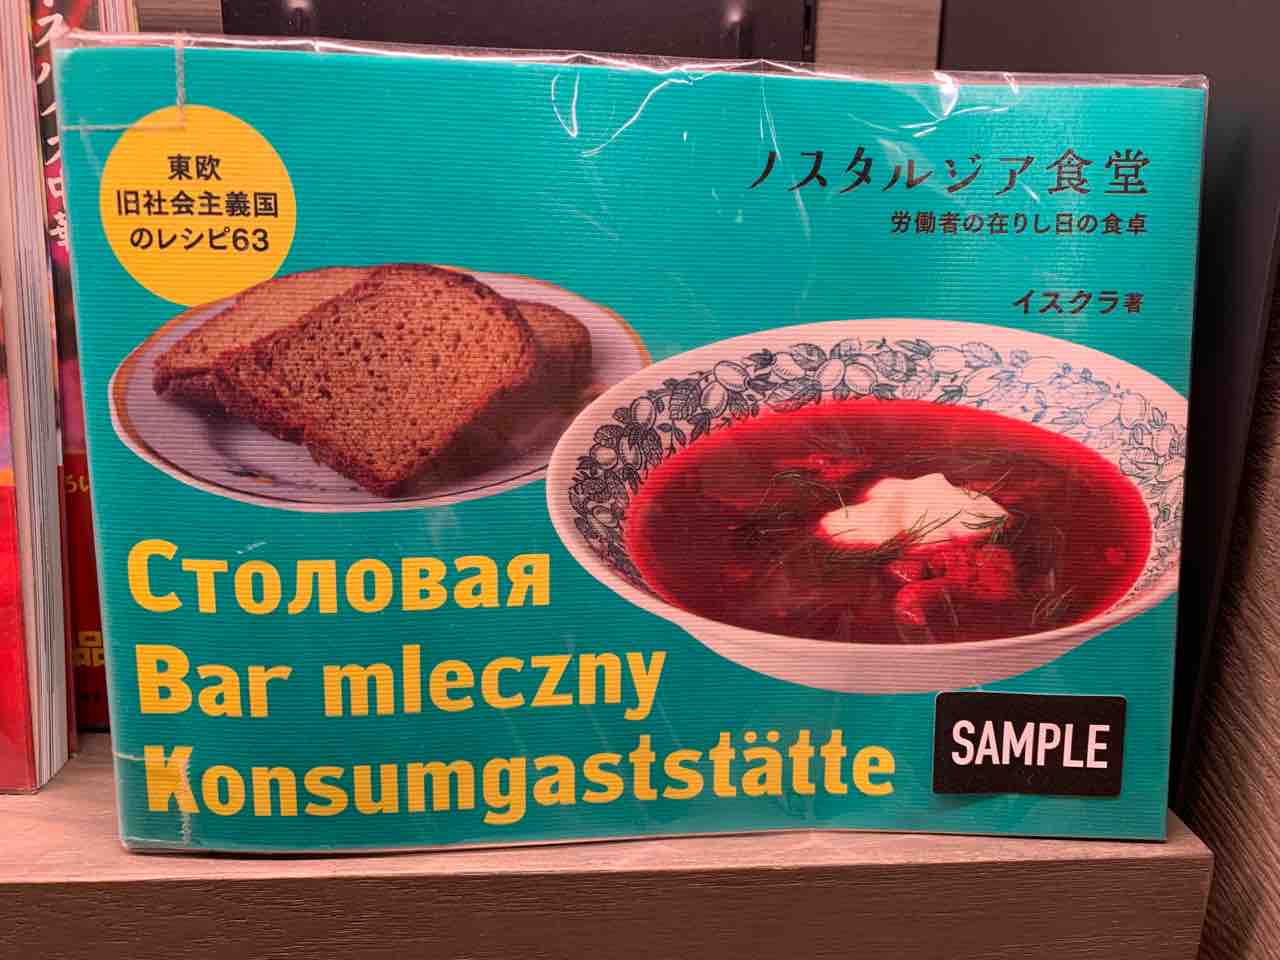 東欧
旧社会主義国
のレシピ63
ノスタルジア食堂
労働者の在りし日の食卓
イスクラ著
Столовая
Bar mleczny
Konsumgaststätte
SAMPLE